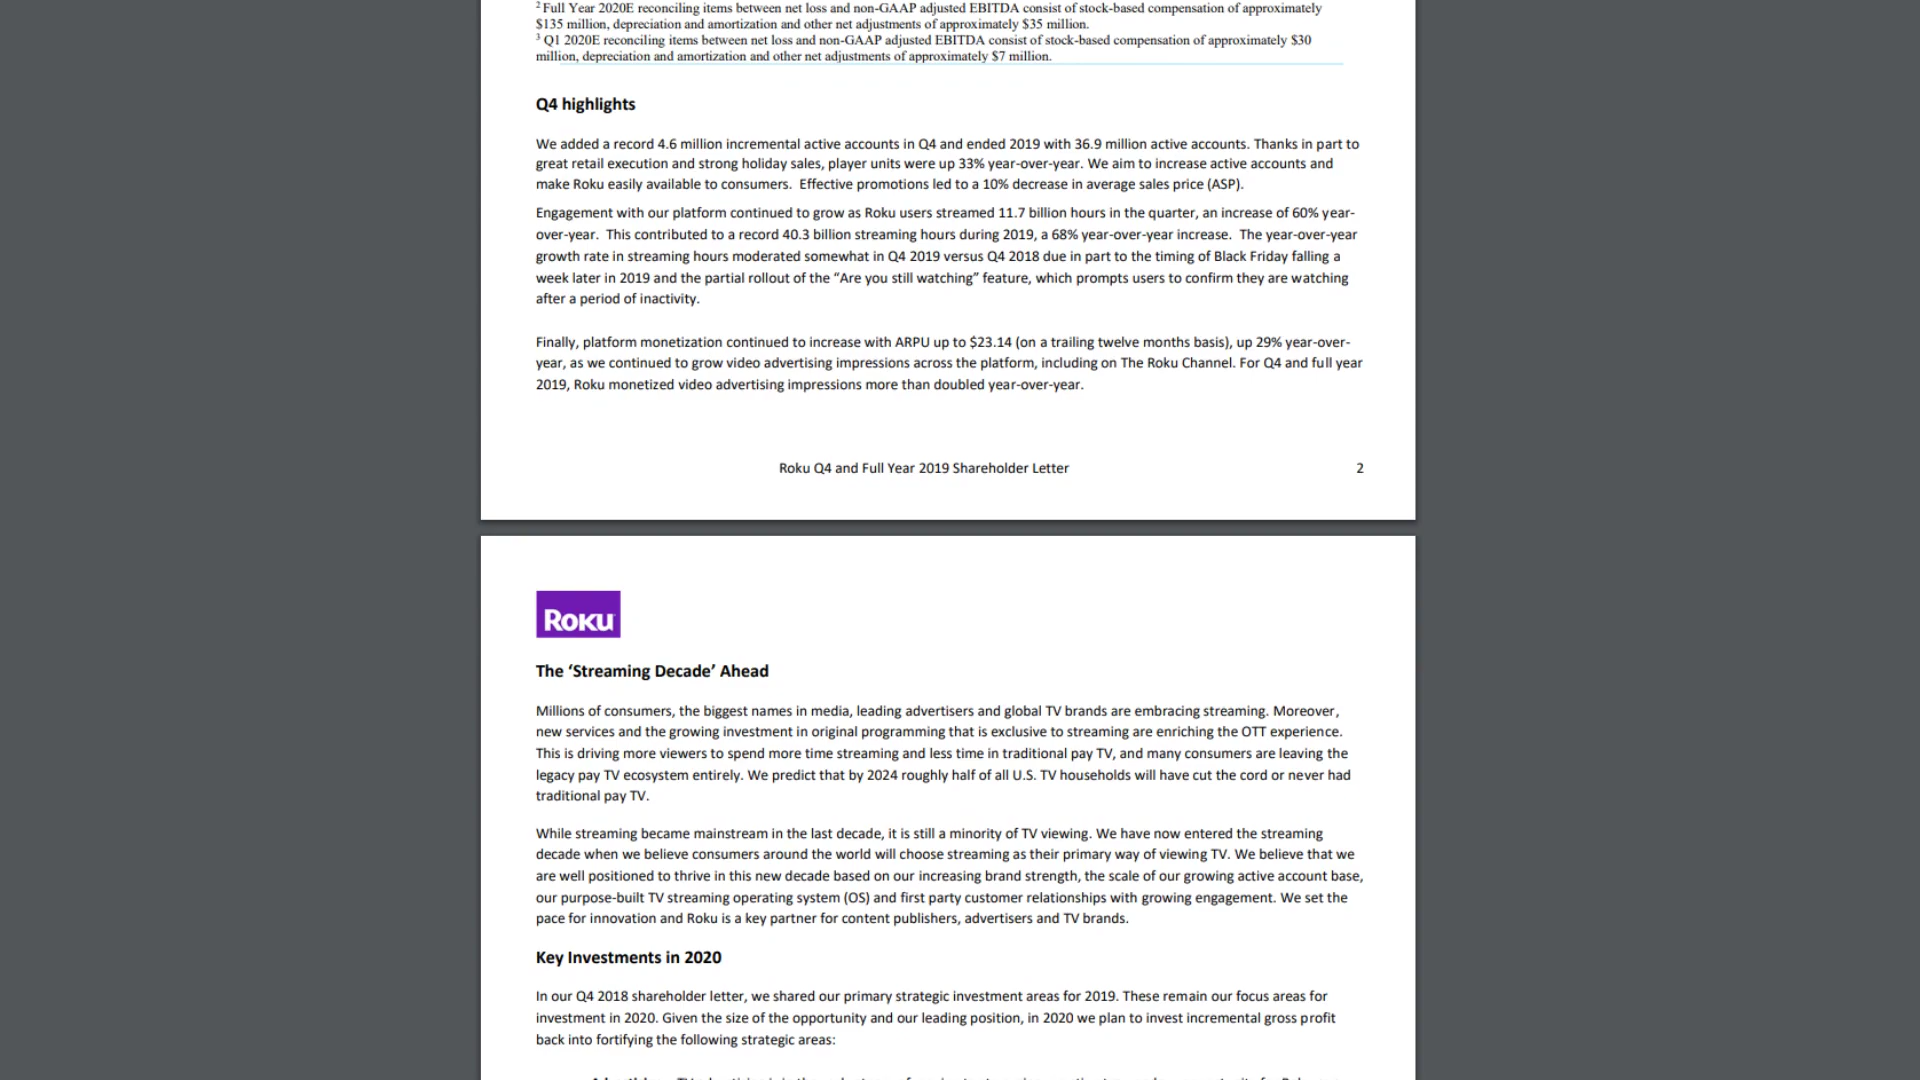 2 Full Year 2020E reconciling items between net loss and non-GAAP adjusted EBITDA consist of stock-based compensation of approximately
$135 million, depreciation and amortization and other net adjustments of approximately $35 million.
3 Q1 2020E reconciling items between net loss and non-GAAP adjusted EBITDA consist of stock-based compensation of approximately $30
million, depreciation and amortization and other net adjustments of approximately $7 million.
Q4 highlights
We added a record 4.6 million incremental active accounts in Q4 and ended 2019 with 36.9 million active accounts. Thanks in part to
great retail execution and strong holiday sales, player units were up 33% year-over-year. We aim to increase active accounts and
make Roku easily available to consumers.  Effective promotions led to a 10% decrease in average sales price (ASP).
Engagement with our platform continued to grow as Roku users streamed 11.7 billion hours in the quarter, an increase of 60% year-
over-year.  This contributed to a record 40.3 billion streaming hours during 2019, a 68% year-over-year increase.  The year-over-year
growth rate in streaming hours moderated somewhat in Q4 2019 versus Q4 2018 due in part to the timing of Black Friday falling a
week later in 2019 and the partial rollout of the “Are you still watching” feature, which prompts users to confirm they are watching
after a period of inactivity.
Finally, platform monetization continued to increase with ARPU up to $23.14 (on a trailing twelve months basis), up 29% year-over-
year, as we continued to grow video advertising impressions across the platform, including on The Roku Channel. For Q4 and full year
2019, Roku monetized video advertising impressions more than doubled year-over-year.
Roku Q4 and Full Year 2019 Shareholder Letter 2
Roku
The ‘Streaming Decade’ Ahead
Millions of consumers, the biggest names in media, leading advertisers and global TV brands are embracing streaming. Moreover,
new services and the growing investment in original programming that is exclusive to streaming are enriching the OTT experience.
This is driving more viewers to spend more time streaming and less time in traditional pay TV, and many consumers are leaving the
legacy pay TV ecosystem entirely. We predict that by 2024 roughly half of all U.S. TV households will have cut the cord or never had
traditional pay TV.
While streaming became mainstream in the last decade, it is still a minority of TV viewing. We have now entered the streaming
decade when we believe consumers around the world will choose streaming as their primary way of viewing TV. We believe that we
are well positioned to thrive in this new decade based on our increasing brand strength, the scale of our growing active account base,
our purpose-built TV streaming operating system (OS) and first party customer relationships with growing engagement. We set the
pace for innovation and Roku is a key partner for content publishers, advertisers and TV brands.
Key Investments in 2020
In our Q4 2018 shareholder letter, we shared our primary strategic investment areas for 2019. These remain our focus areas for
investment in 2020. Given the size of the opportunity and our leading position, in 2020 we plan to invest incremental gross profit
back into fortifying the following strategic areas: